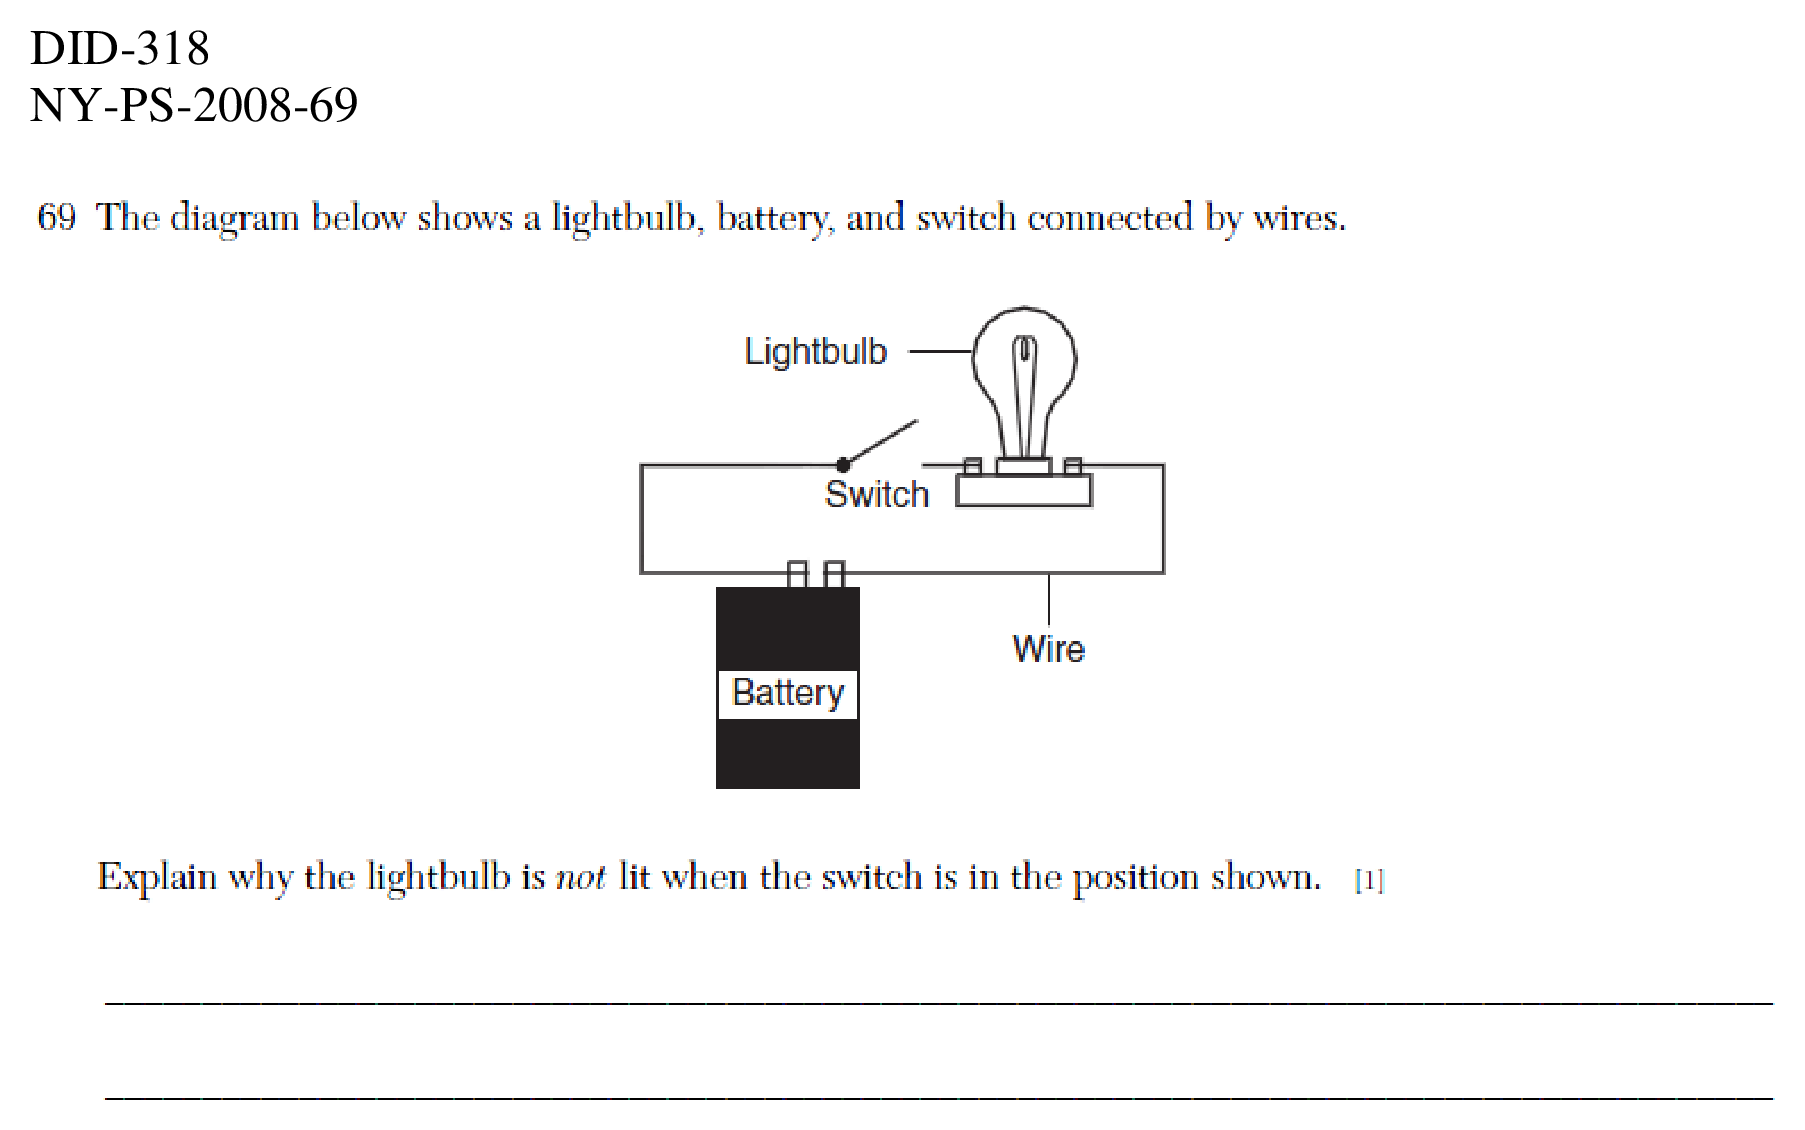 DID-318
NY-PS-2008-69
69 The diagram below shows a lightbulb, battery, and switch connected by wires.
Lightbulb
Switch
Wire
Battery
Explain why the lightbulb is not lit when the switch is in the position shown. [1]